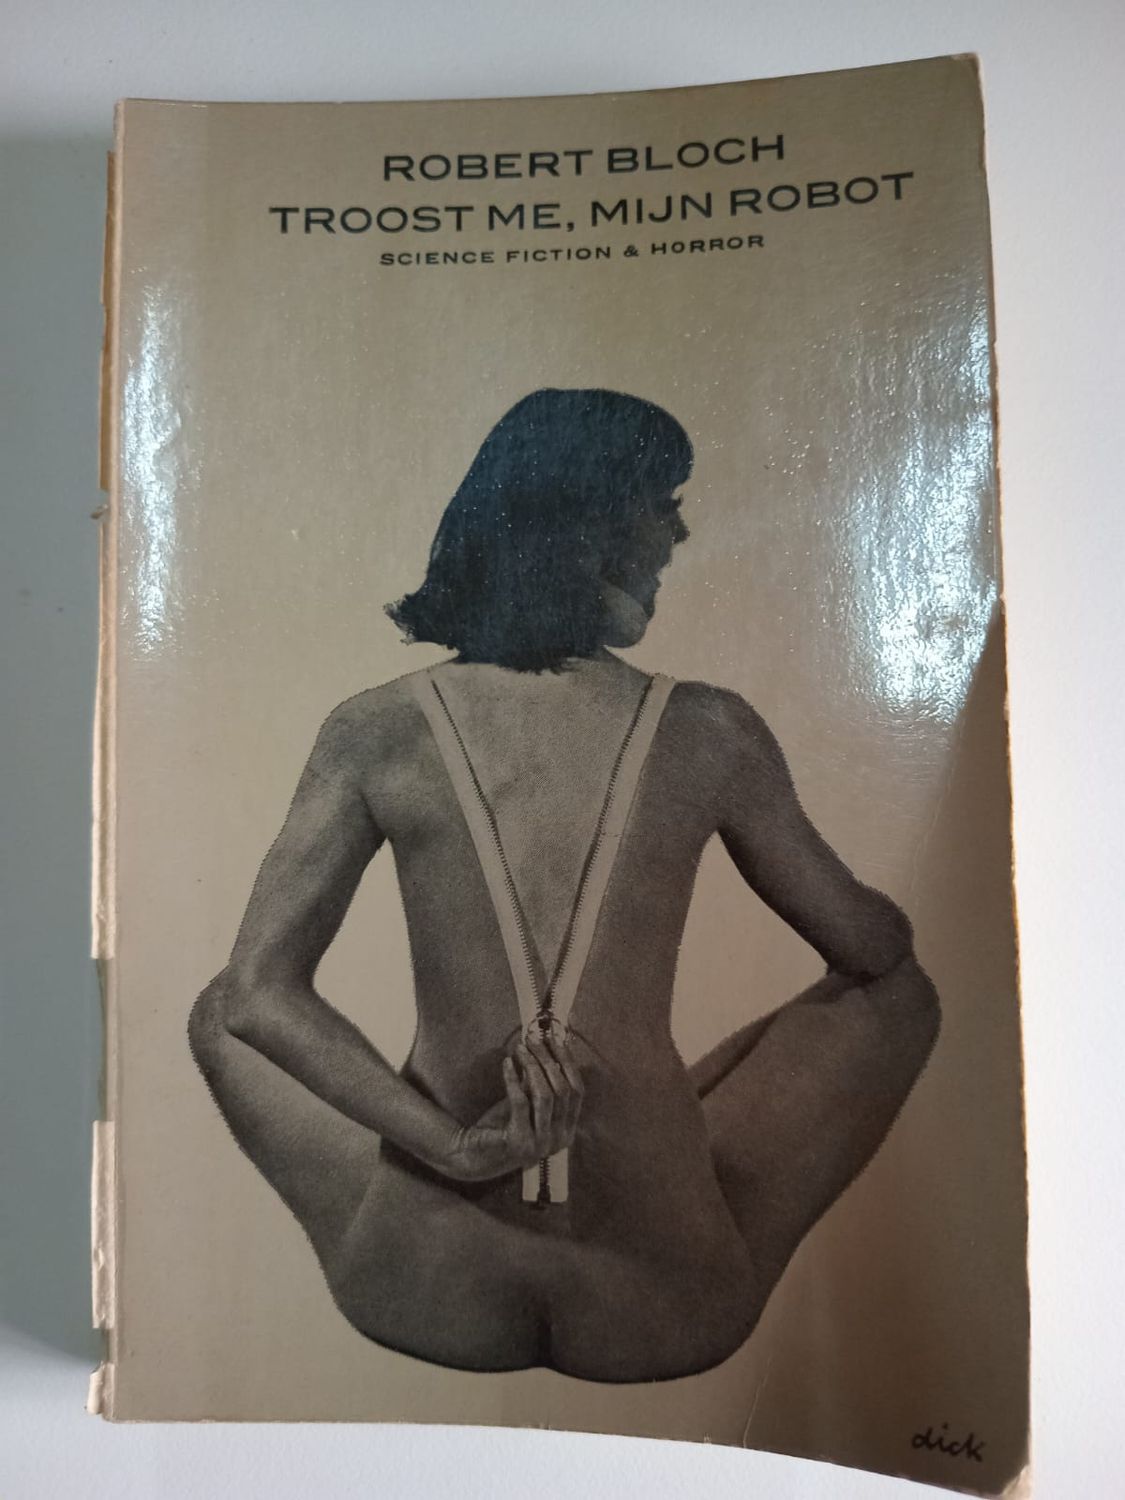 ROBERT BLOCH
TROOST ME, MIJN ROBOT
SCIENCE FICTION & HORROR
dick